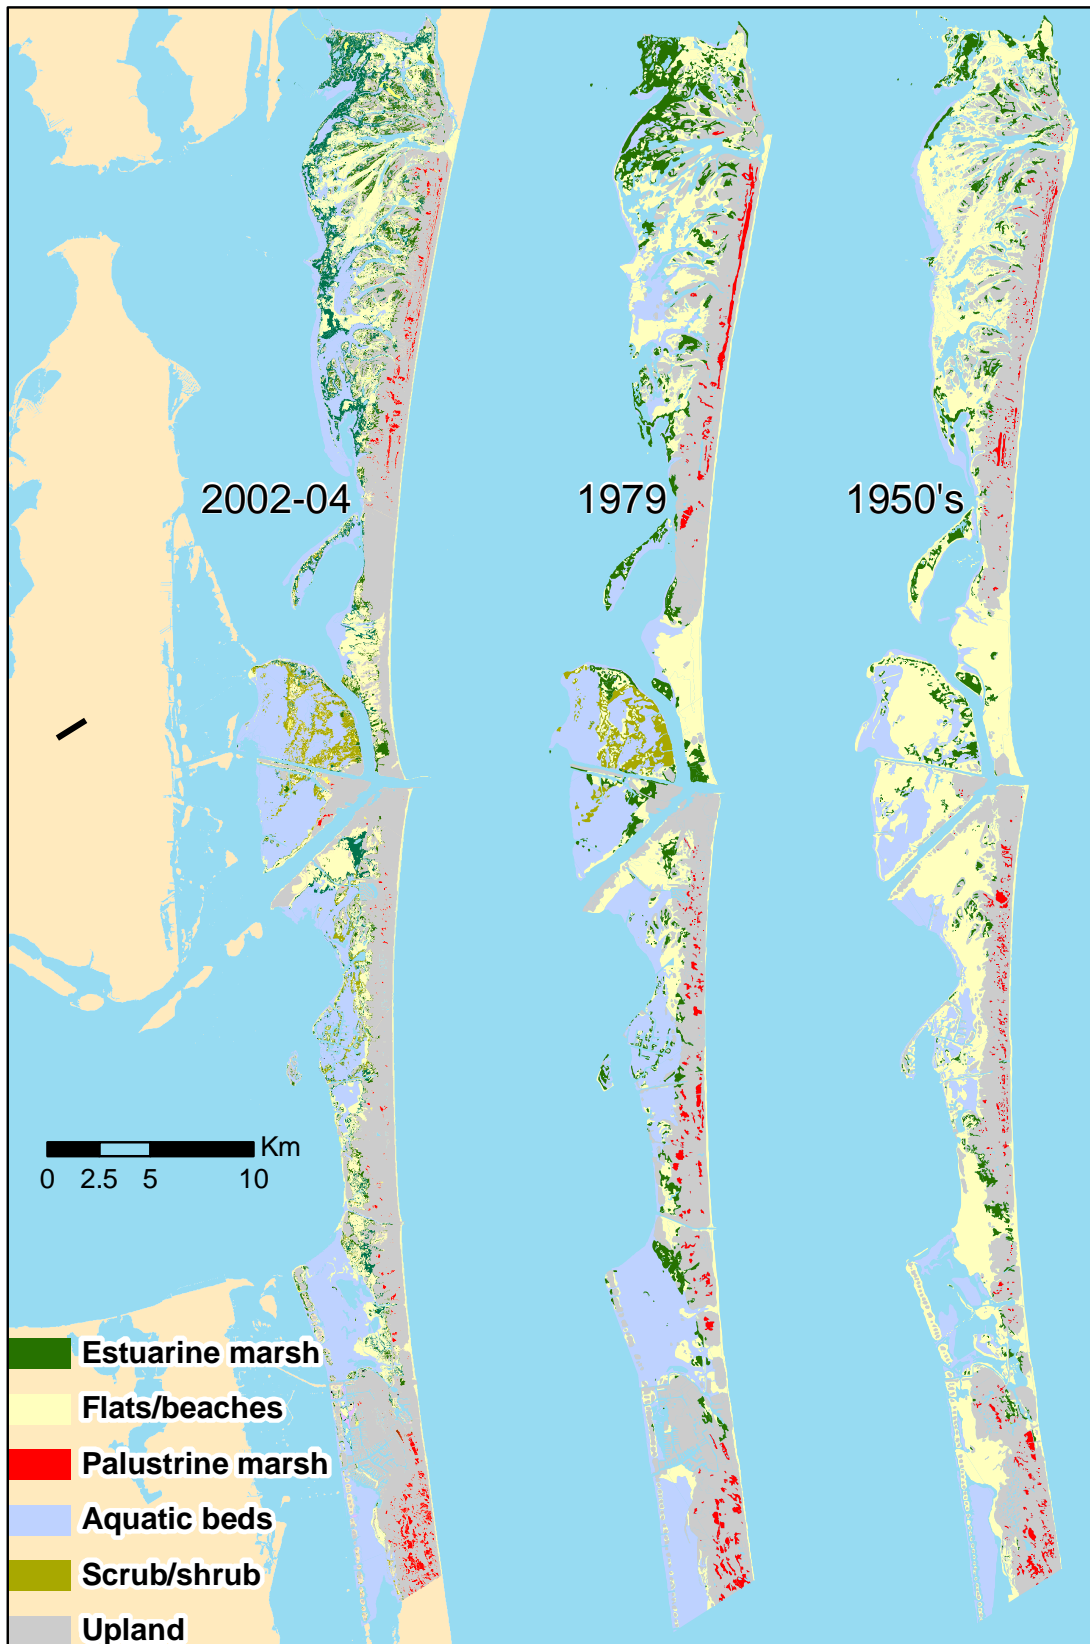 2002-04 1979 1950's
Km
0 2.5 5 10
Estuarine marsh
Flats/beaches
Palustrine marsh
Aquatic beds
Scrub/shrub
Upland